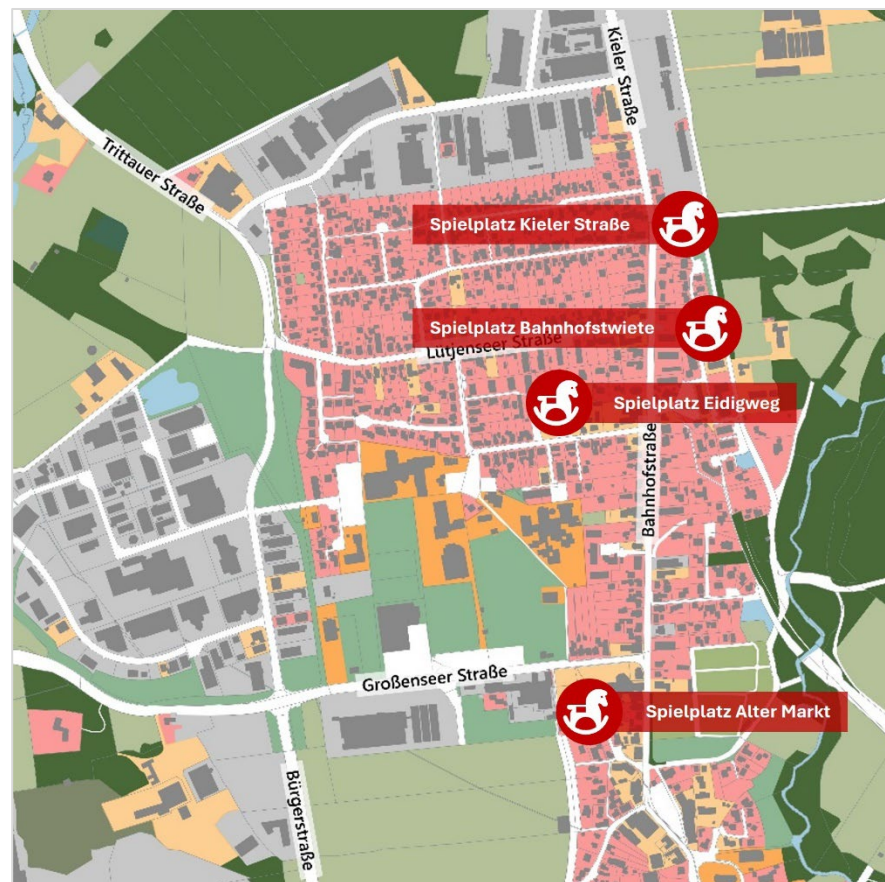 Kieler Straße
Trittauer Straße
Spielplatz Kieler Straße
Spielplatz Bahnhofstwiete
Lütjenseer Straße
Spielplatz Eidigweg
Bahnhofstraße
Großenseer Straße
Spielplatz Alter Markt
Bürgerstraße